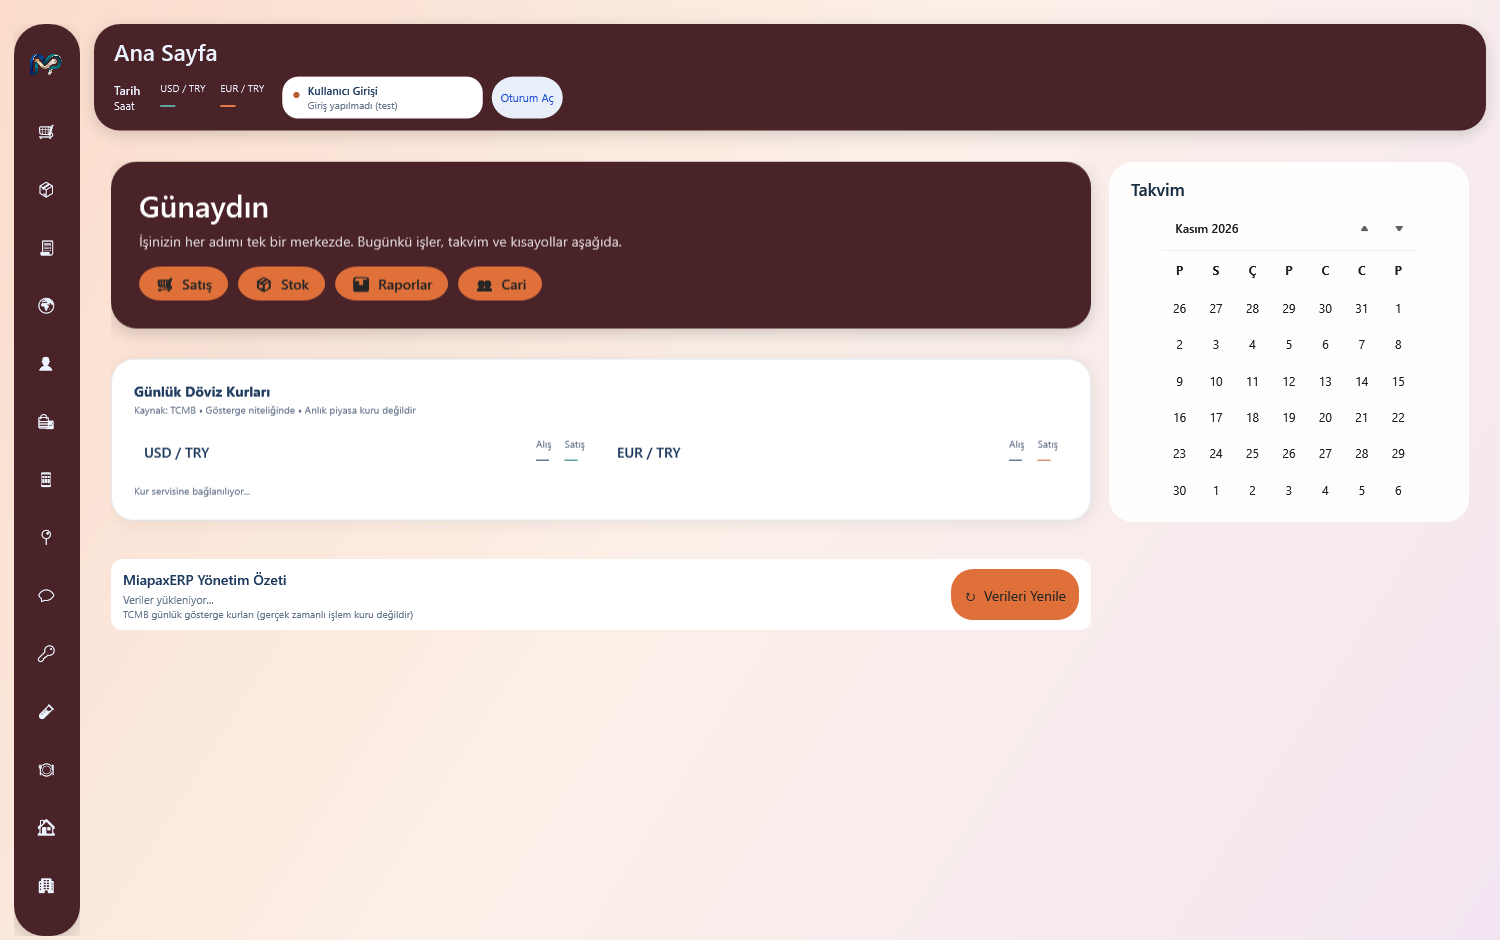 MP
Ana Sayfa
Tarih
Saat
USD / TRY
—
EUR / TRY
—
Kullanıcı Girişi
Giriş yapılmadı (test)
Oturum Aç
Günaydın
İşinizin her adımı tek bir merkezde. Bugünkü işler, takvim ve kısayollar aşağıda.
Satış
Stok
Raporlar
Cari
Günlük Döviz Kurları
Kaynak: TCMB • Gösterge niteliğinde • Anlık piyasa kuru değildir
USD / TRY
Alış Satış
— —
EUR / TRY
Alış Satış
— —
Kur servisine bağlanılıyor...
MiapaxERP Yönetim Özeti
Veriler yükleniyor...
TCMB günlük gösterge kurları (gerçek zamanlı işlem kuru değildir)
↻ Verileri Yenile
Takvim
Kasım 2026
P S Ç P C C P
26 27 28 29 30 31 1
2 3 4 5 6 7 8
9 10 11 12 13 14 15
16 17 18 19 20 21 22
23 24 25 26 27 28 29
30 1 2 3 4 5 6